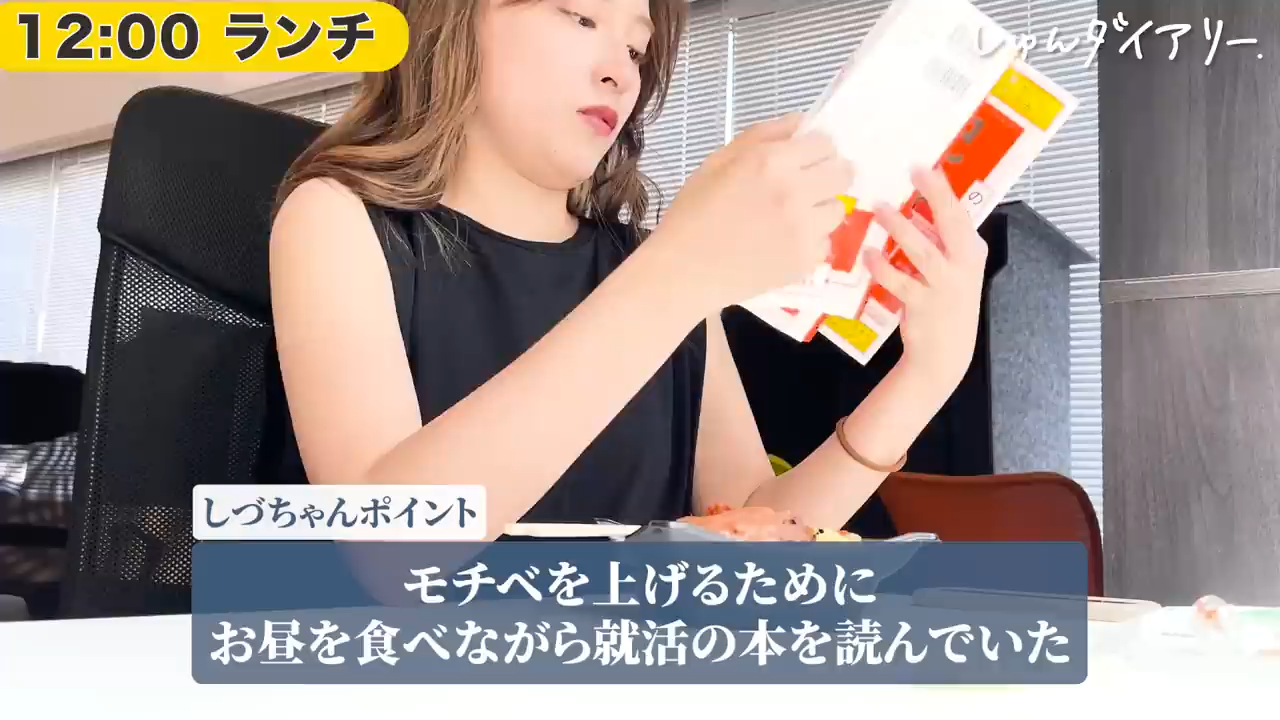 12:00 ランチ
しゅんダイアリー.
しづちゃんポイント
モチベを上げるために
お昼を食べながら就活の本を読んでいた